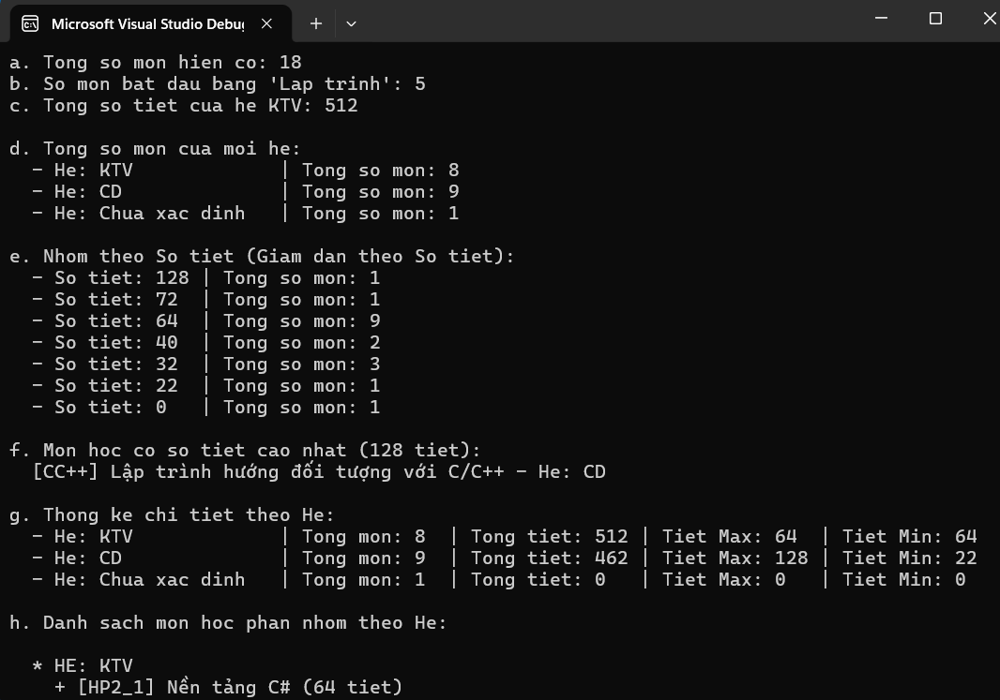 Microsoft Visual Studio Debug
a. Tong so mon hien co: 18
b. So mon bat dau bang 'Lap trinh': 5
c. Tong so tiet cua he KTV: 512
d. Tong so mon cua moi he:
- He: KTV | Tong so mon: 8
- He: CD | Tong so mon: 9
- He: Chua xac dinh | Tong so mon: 1
e. Nhom theo So tiet (Giam dan theo So tiet):
- So tiet: 128 | Tong so mon: 1
- So tiet: 72 | Tong so mon: 1
- So tiet: 64 | Tong so mon: 9
- So tiet: 40 | Tong so mon: 2
- So tiet: 32 | Tong so mon: 3
- So tiet: 22 | Tong so mon: 1
- So tiet: 0 | Tong so mon: 1
f. Mon hoc co so tiet cao nhat (128 tiet):
[CC++] Lập trình hướng đối tượng với C/C++ - He: CD
g. Thong ke chi tiet theo He:
- He: KTV | Tong mon: 8 | Tong tiet: 512 | Tiet Max: 64 | Tiet Min: 64
- He: CD | Tong mon: 9 | Tong tiet: 462 | Tiet Max: 128 | Tiet Min: 22
- He: Chua xac dinh | Tong mon: 1 | Tong tiet: 0 | Tiet Max: 0 | Tiet Min: 0
h. Danh sach mon hoc phan nhom theo He:
* HE: KTV
+ [HP2_1] Nền tảng C# (64 tiet)